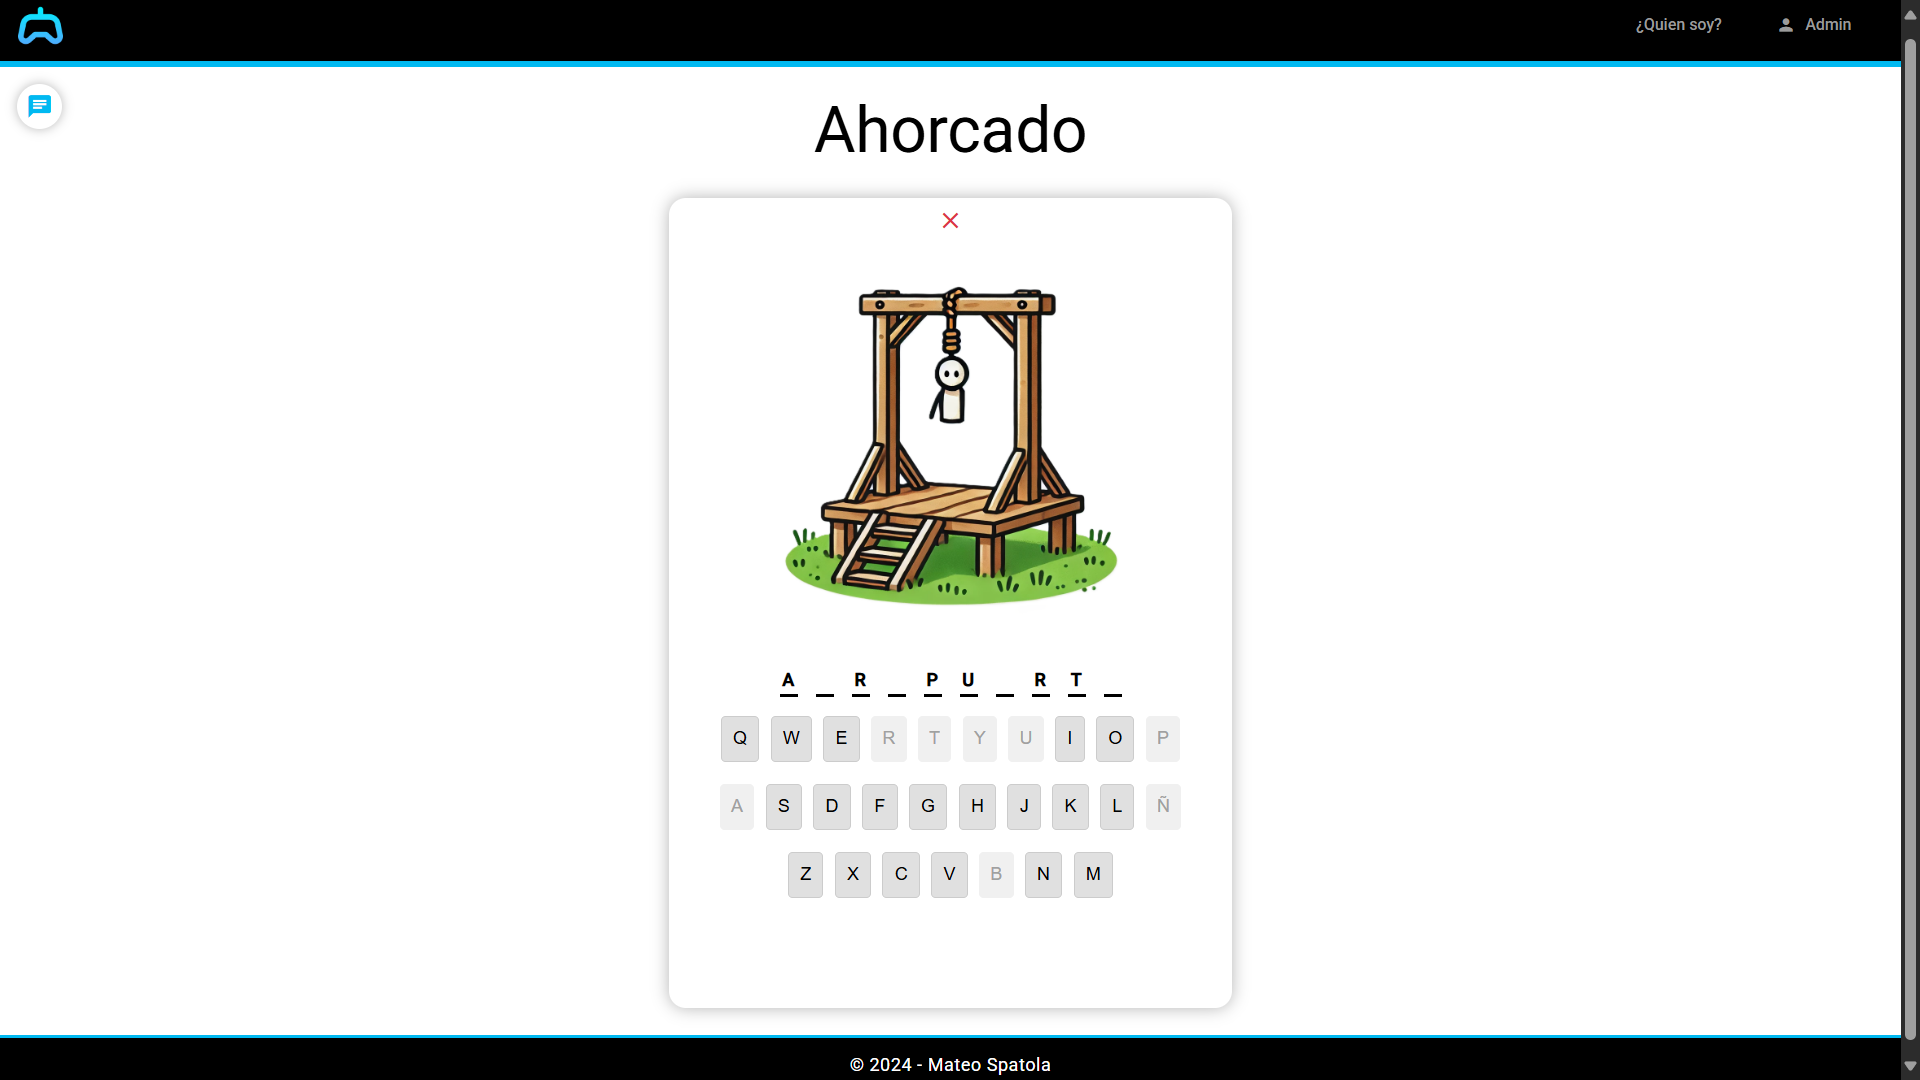 ¿Quien soy? Admin
Ahorcado
A _ R _ P U _ R T _
Q W E R T Y U I O P
A S D F G H J K L Ñ
Z X C V B N M
© 2024 - Mateo Spatola